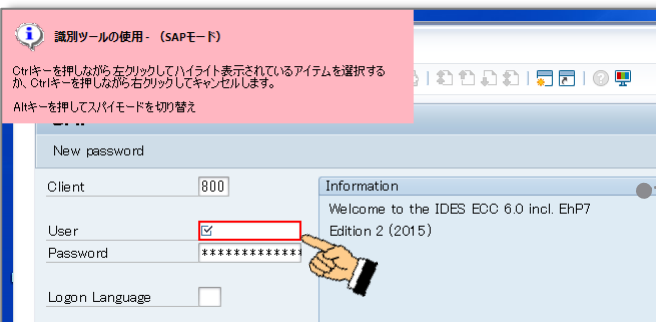 識別ツールの使用 - （SAPモード）
Ctrlキーを押しながら左クリックしてハイライト表示されているアイテムを選択する
か、Ctrlキーを押しながら右クリックしてキャンセルします。
Altキーを押してスパイモードを切り替え
New password
Client 800
Information
Welcome to the IDES ECC 6.0 incl. EhP7
User
Edition 2 (2015)
Password *************
Logon Language